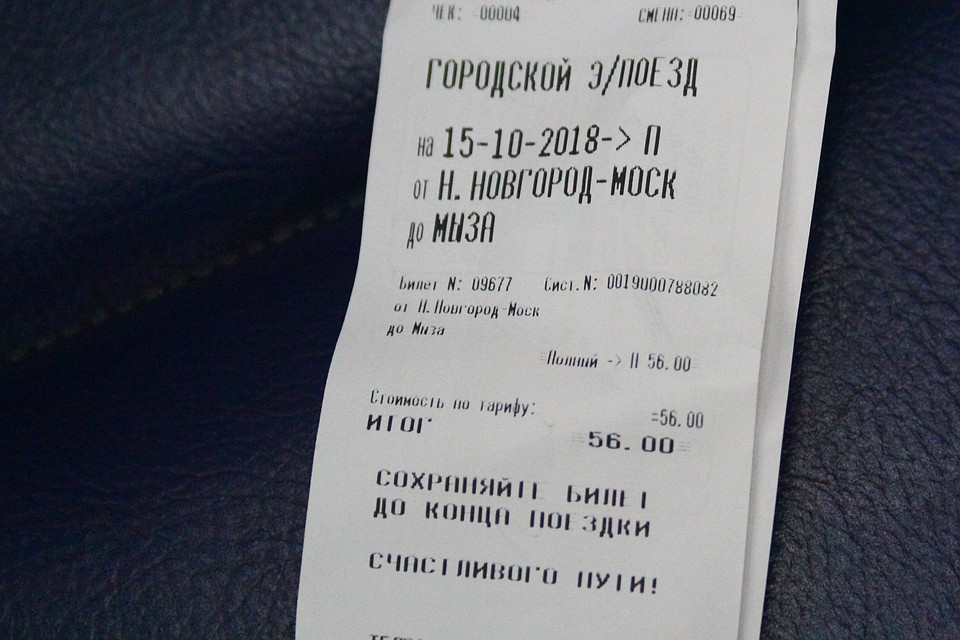 ЧЕК: 00004 СМЕНП: 00069
ГОРОДСКОЙ Э/ПОЕЗД
на 15-10-2018-> П
от Н. НОВГОРОД-МОСК
до МЫЗА
Билет N: 09677 Сист.N: 0019000788082
от Н.Новгород-Моск
до Мыза
Полный -> П 56.00
Стоимость по тарифу: =56.00
ИТОГ =56.00
СОХРАНЯЙТЕ БИЛЕТ
ДО КОНЦА ПОЕЗДКИ
СЧАСТЛИВОГО ПУТИ!